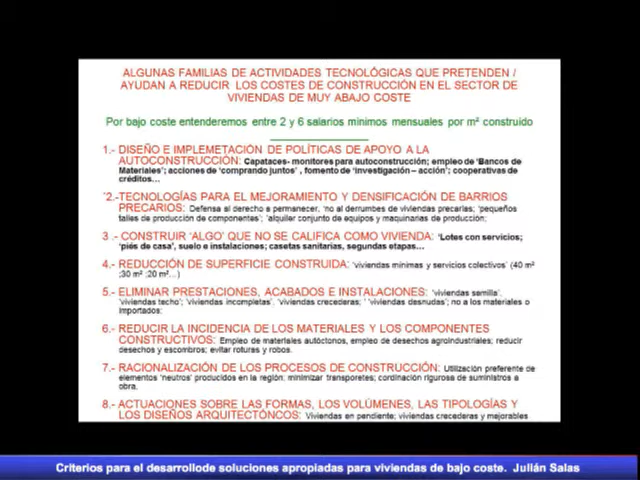 ALGUNAS FAMILIAS DE ACTIVIDADES TECNOLÓGICAS QUE PRETENDEN /
AYUDAN A REDUCIR LOS COSTES DE CONSTRUCCIÓN EN EL SECTOR DE
VIVIENDAS DE MUY ABAJO COSTE
Por bajo coste entenderemos entre 2 y 6 salarios mínimos mensuales por m² construido
1.- DISEÑO E IMPLEMETACIÓN DE POLÍTICAS DE APOYO A LA
AUTOCONSTRUCCIÓN: Capataces- monitores para autoconstrucción; empleo de 'Bancos de
Materiales'; acciones de 'comprando juntos' , fomento de 'investigación – acción'; cooperativas de
créditos...
`2.-TECNOLOGÍAS PARA EL MEJORAMIENTO Y DENSIFICACIÓN DE BARRIOS
PRECARIOS: Defensa al derecho a permanecer, 'no al derrumbes de viviendas precarias; 'pequeños
talles de producción de componentes'; 'alquiler conjunto de equipos y maquinarias de producción;
3 .- CONSTRUIR 'ALGO' QUE NO SE CALIFICA COMO VIVIENDA: 'Lotes con servicios;
'piés de casa', suelo e instalaciones; casetas sanitarias, segundas etapas...
4.- REDUCCIÓN DE SUPERFICIE CONSTRUIDA: 'viviendas mínimas y servicios colectivos' (40 m²
;30 m² ;20 m²...)
5.- ELIMINAR PRESTACIONES, ACABADOS E INSTALACIONES: 'viviendas semilla'.
'viviendas techo'; 'viviendas incompletas'. 'viviendas crecederas; ' 'viviendas desnudas'; no a los materiales o
importados:
6.- REDUCIR LA INCIDENCIA DE LOS MATERIALES Y LOS COMPONENTES
CONSTRUCTIVOS: Empleo de materiales autóctonos, empleo de desechos agroindustriales; reducir
desechos y escombros; evitar roturas y robos.
7.- RACIONALIZACIÓN DE LOS PROCESOS DE CONSTRUCCIÓN: Utilización preferente de
elementos 'neutros' producidos en la región; minimizar transporetes; cordinación rigurosa de suministros a
obra.
8.- ACTUACIONES SOBRE LAS FORMAS, LOS VOLÚMENES, LAS TIPOLOGÍAS Y
LOS DISEÑOS ARQUITECTÓNCOS: Viviendas en pendiente; viviendas crecederas y mejorables
Criterios para el desarrollode soluciones apropiadas para viviendas de bajo coste. Julián Salas